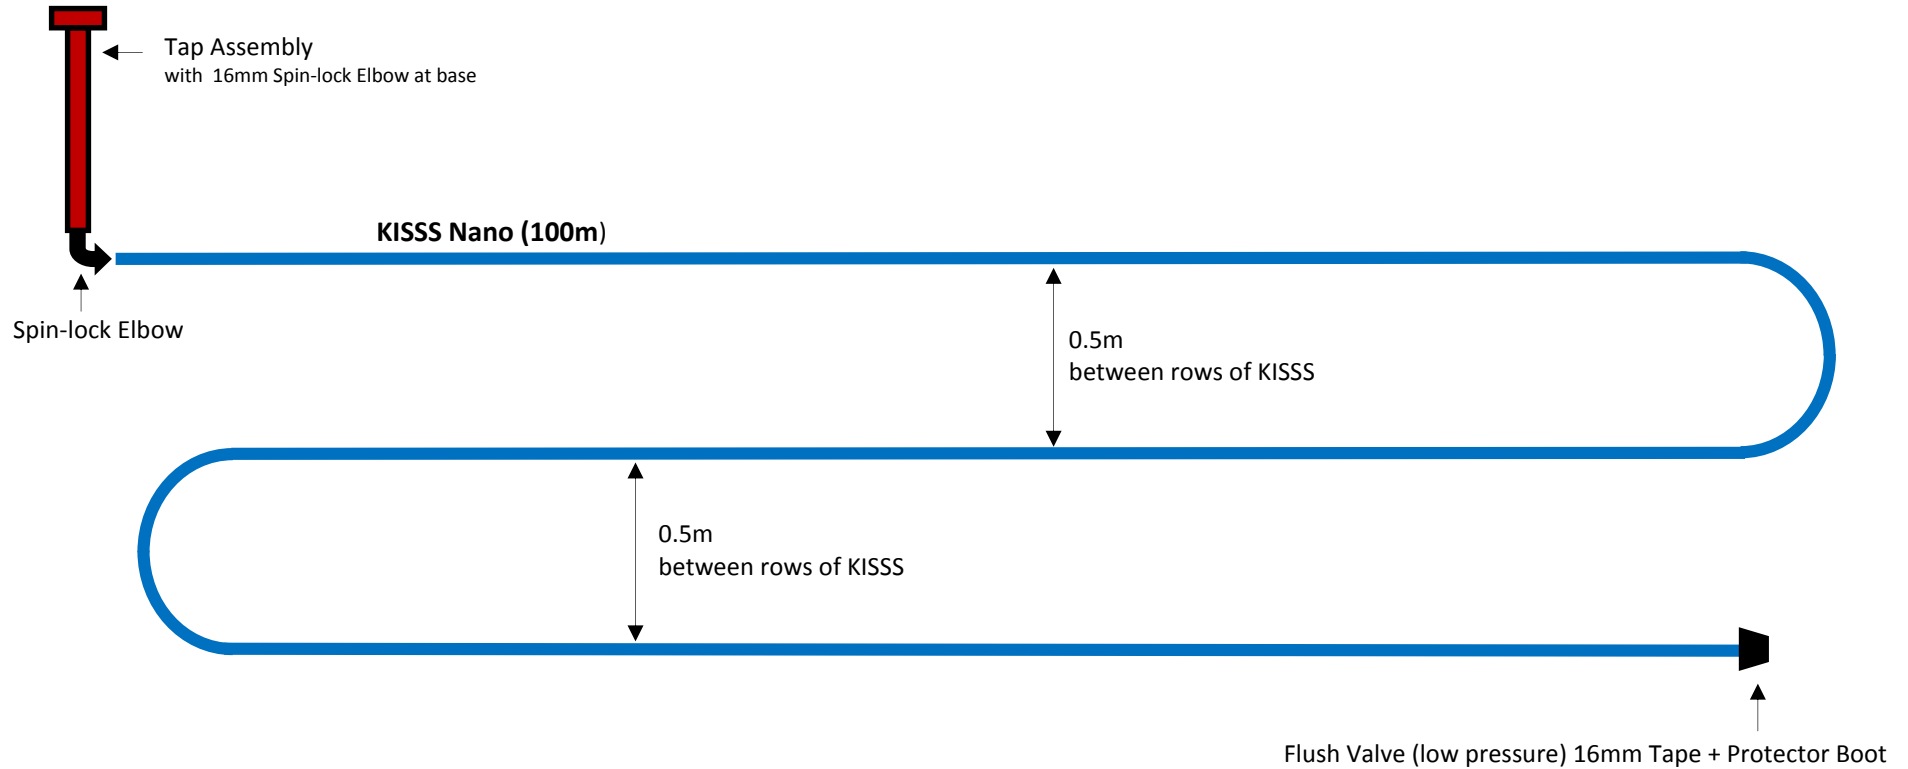 Tap Assembly
with 16mm Spin-lock Elbow at base
KISSS Nano (100m)
Spin-lock Elbow
0.5m
between rows of KISSS
0.5m
between rows of KISSS
Flush Valve (low pressure) 16mm Tape + Protector Boot